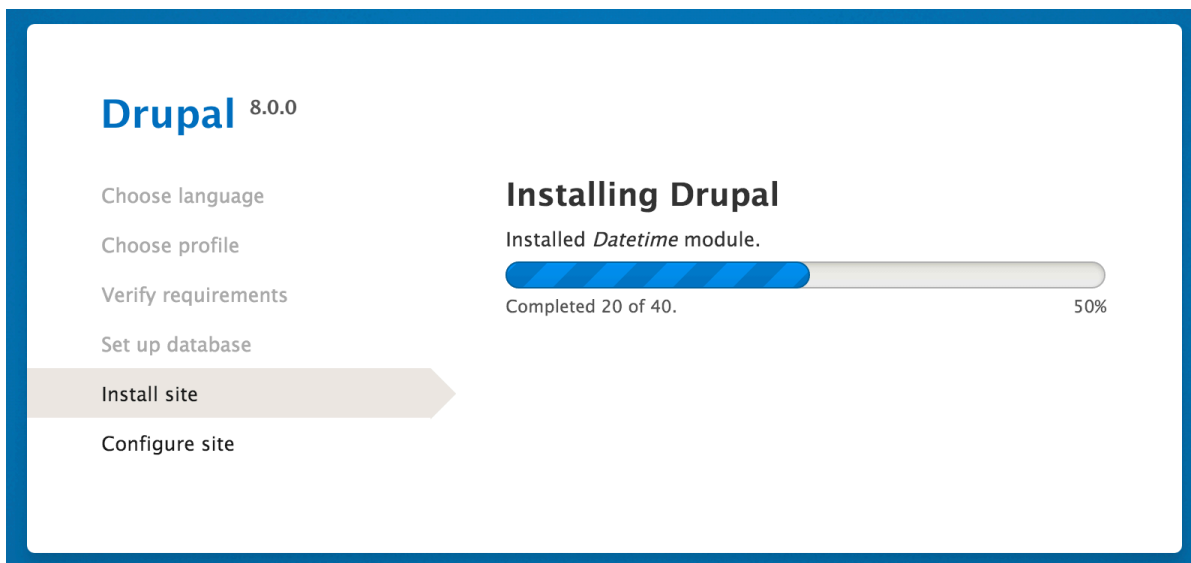 Drupal 8.0.0
Choose language
Choose profile
Verify requirements
Set up database
Install site
Configure site
Installing Drupal
Installed Datetime module.
Completed 20 of 40. 50%